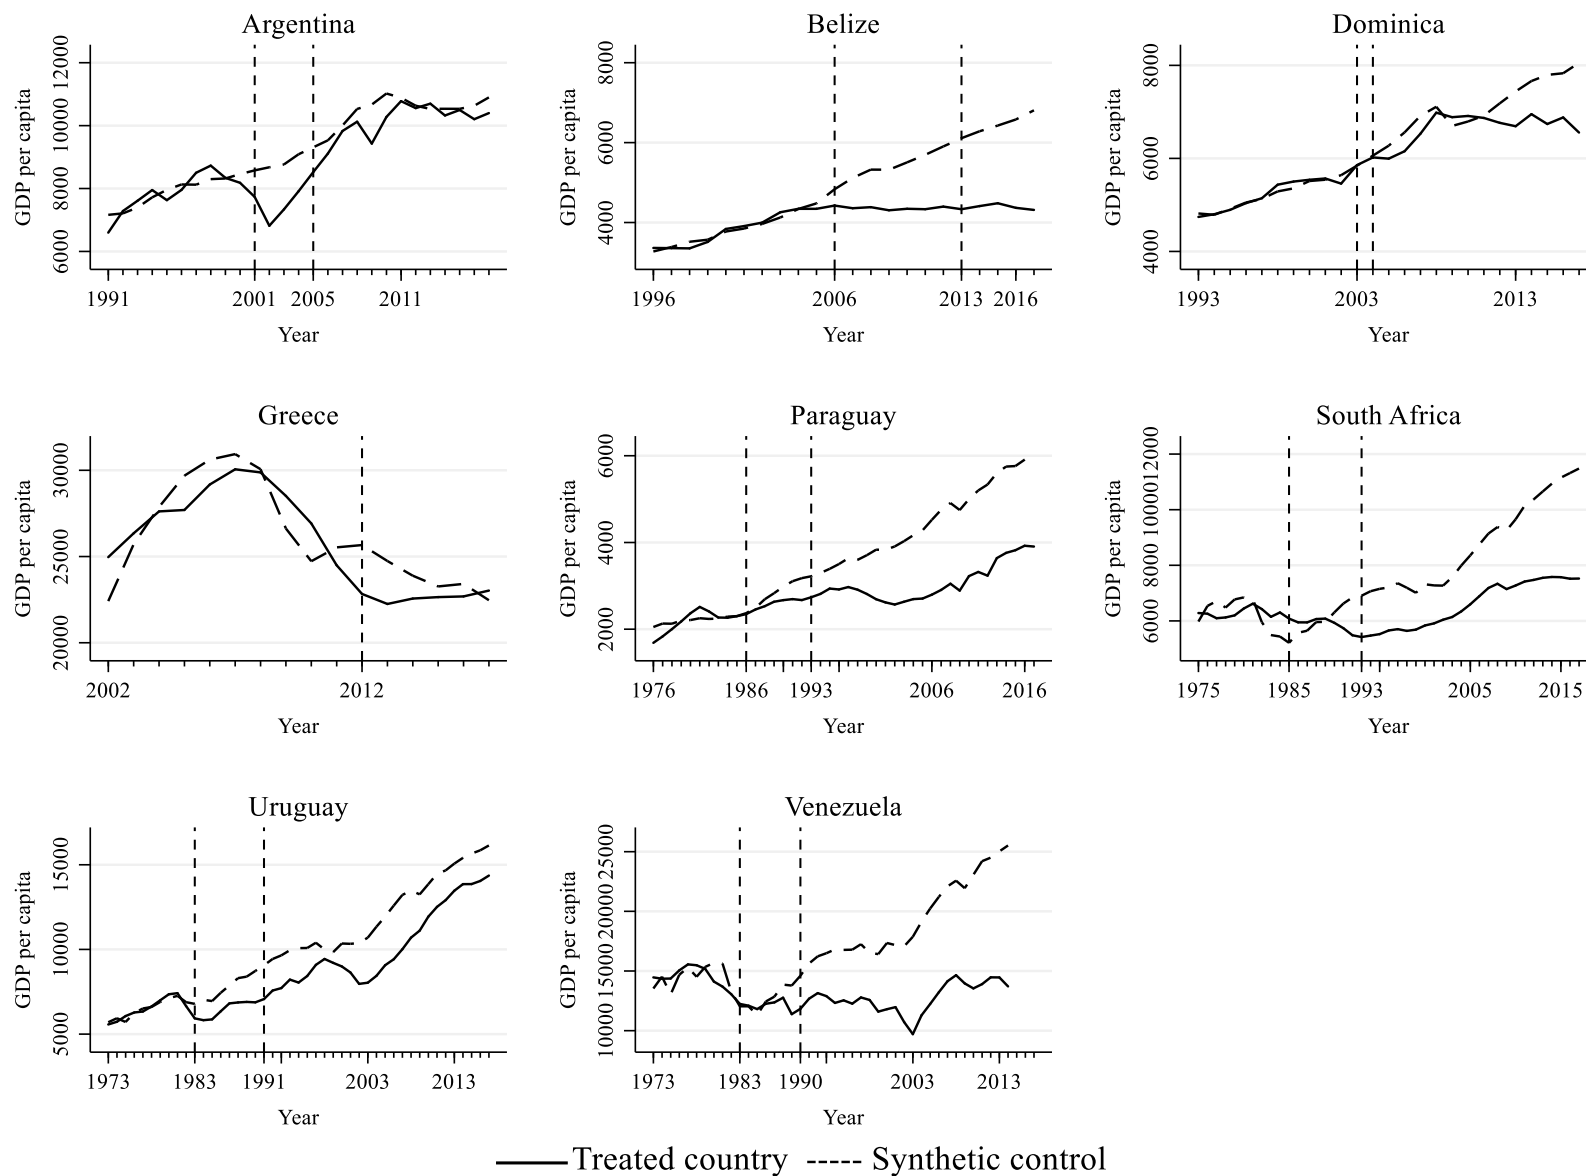 Argentina
GDP per capita
12000
10000
8000
6000
1991 2001 2005 2011
Year
Belize
GDP per capita
8000
6000
4000
1996 2006 2013 2016
Year
Dominica
GDP per capita
8000
6000
4000
1993 2003 2013
Year
Greece
GDP per capita
30000
25000
20000
2002 2012
Year
Paraguay
GDP per capita
6000
4000
2000
1976 1986 1993 2006 2016
Year
South Africa
GDP per capita
12000
10000
8000
6000
1975 1985 1993 2005 2015
Year
Uruguay
GDP per capita
15000
10000
5000
1973 1983 1991 2003 2013
Year
Venezuela
GDP per capita
25000
20000
15000
10000
1973 1983 1990 2003 2013
Year
Treated country Synthetic control